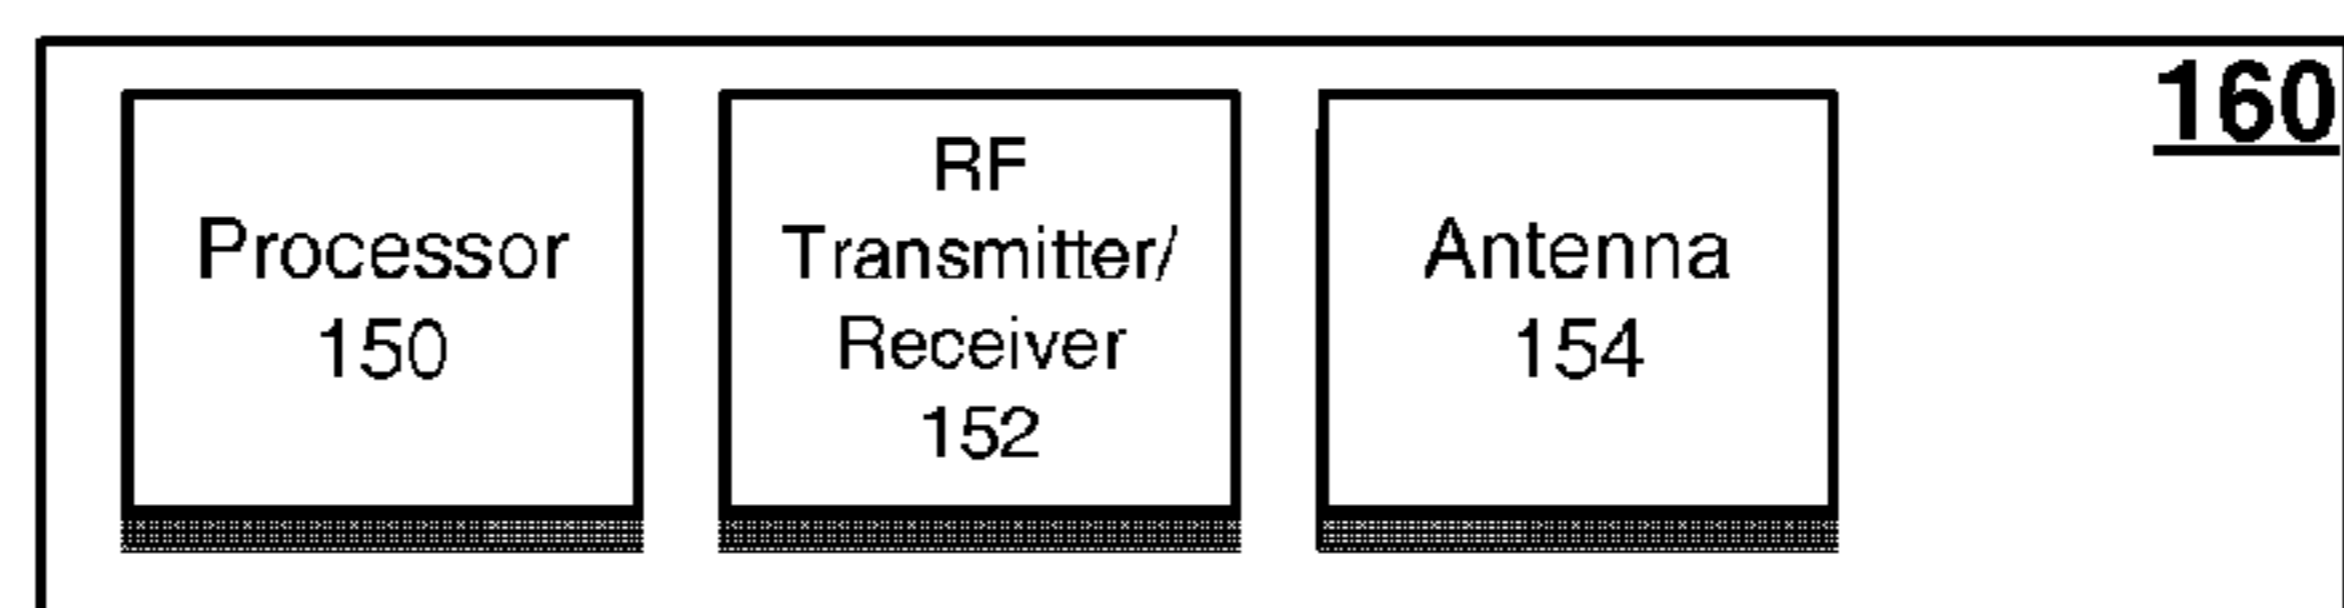 160
Processor
150
RF
Transmitter/
Receiver
152
Antenna
154